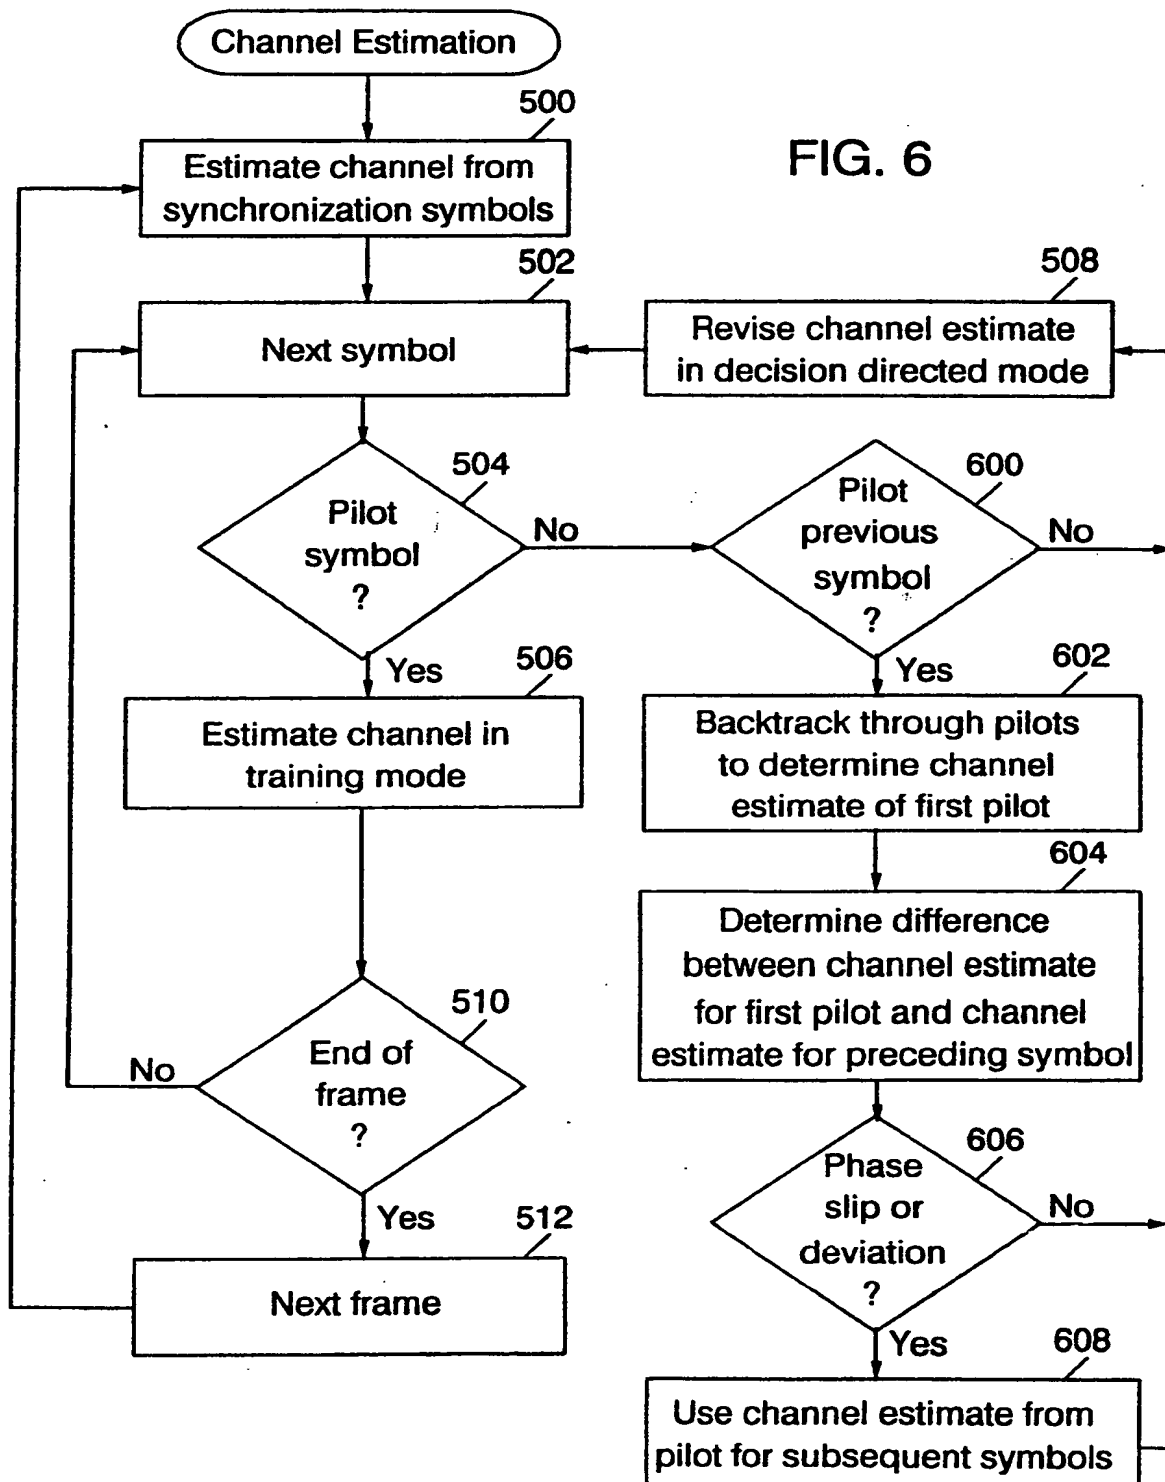 Channel Estimation
500
Estimate channel from
synchronization symbols
FIG. 6
502
Next symbol
508
Revise channel estimate
in decision directed mode
504
Pilot
symbol
?
No
Yes
600
Pilot
previous
symbol
?
No
Yes
506
Estimate channel in
training mode
602
Backtrack through pilots
to determine channel
estimate of first pilot
604
Determine difference
between channel estimate
for first pilot and channel
estimate for preceding symbol
510
End of
frame
?
No
Yes
606
Phase
slip or
deviation
?
No
Yes
512
Next frame
608
Use channel estimate from
pilot for subsequent symbols